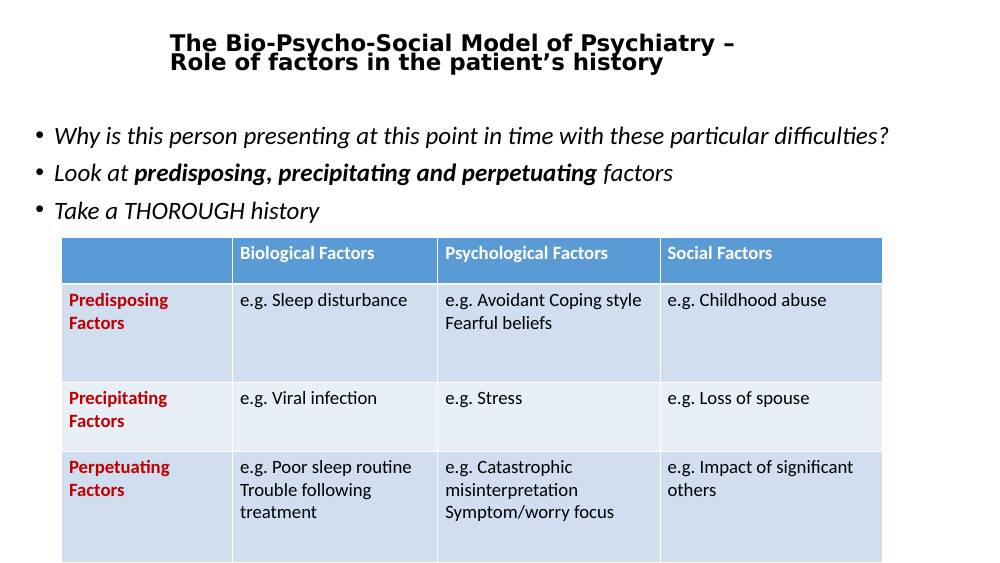 The Bio-Psycho-Social Model of Psychiatry –
Role of factors in the patient’s history
• Why is this person presenting at this point in time with these particular difficulties?
• Look at predisposing, precipitating and perpetuating factors
• Take a THOROUGH history
Biological Factors
Psychological Factors
Social Factors
Predisposing
Factors
e.g. Sleep disturbance
e.g. Avoidant Coping style
Fearful beliefs
e.g. Childhood abuse
Precipitating
Factors
e.g. Viral infection
e.g. Stress
e.g. Loss of spouse
Perpetuating
Factors
e.g. Poor sleep routine
Trouble following
treatment
e.g. Catastrophic
misinterpretation
Symptom/worry focus
e.g. Impact of significant
others